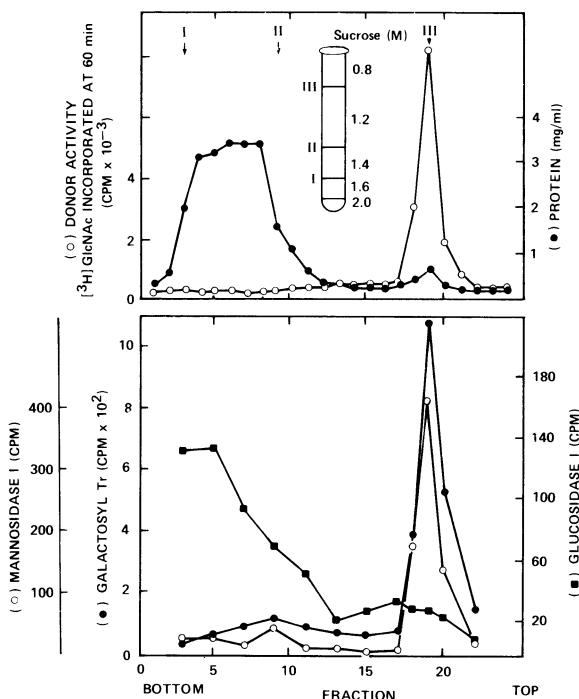 I
II
III
Sucrose (M)
0.8
III
1.2
II
1.4
I
1.6
2.0
(○) DONOR ACTIVITY
[³H] GlcNAc INCORPORATED AT 60 min
(CPM x 10⁻³)
6
4
2
0
4
3
2
1
(●) PROTEIN (mg/ml)
(○) MANNOSIDASE I (CPM)
400
300
200
100
(●) GALACTOSYL Tr (CPM x 10²)
10
8
6
4
2
0
180
140
100
60
20
(■) GLUCOSIDASE I (CPM)
0
5
10
15
20
BOTTOM
FRACTION
TOP